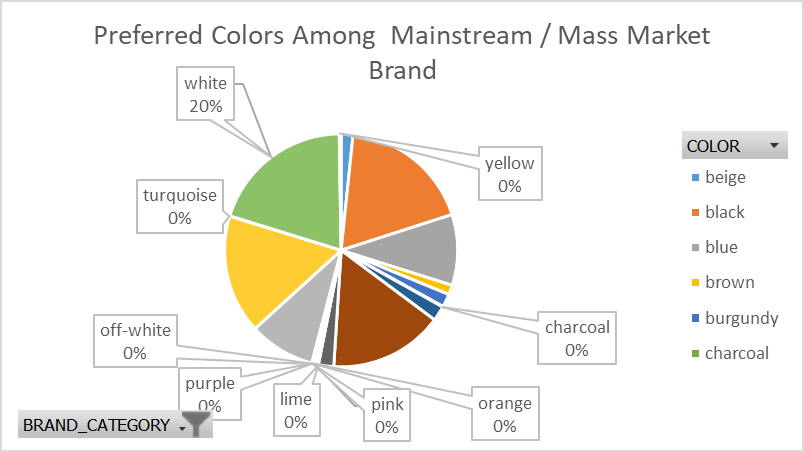 Preferred Colors Among  Mainstream / Mass Market
Brand
white
20%
yellow
0%
turquoise
0%
off-white
0%
purple
0%
lime
0%
pink
0%
orange
0%
charcoal
0%
COLOR
beige
black
blue
brown
burgundy
charcoal
BRAND_CATEGORY